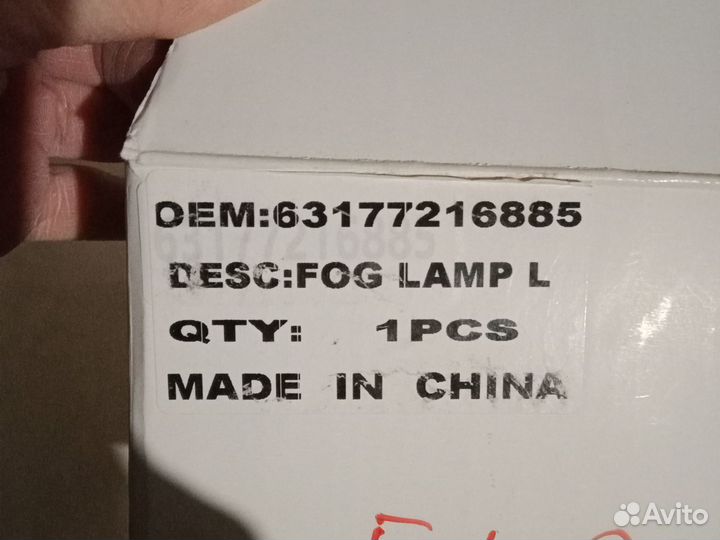 OEM:63177216885
DESC:FOG LAMP L
QTY: 1PCS
MADE IN CHINA
Avito